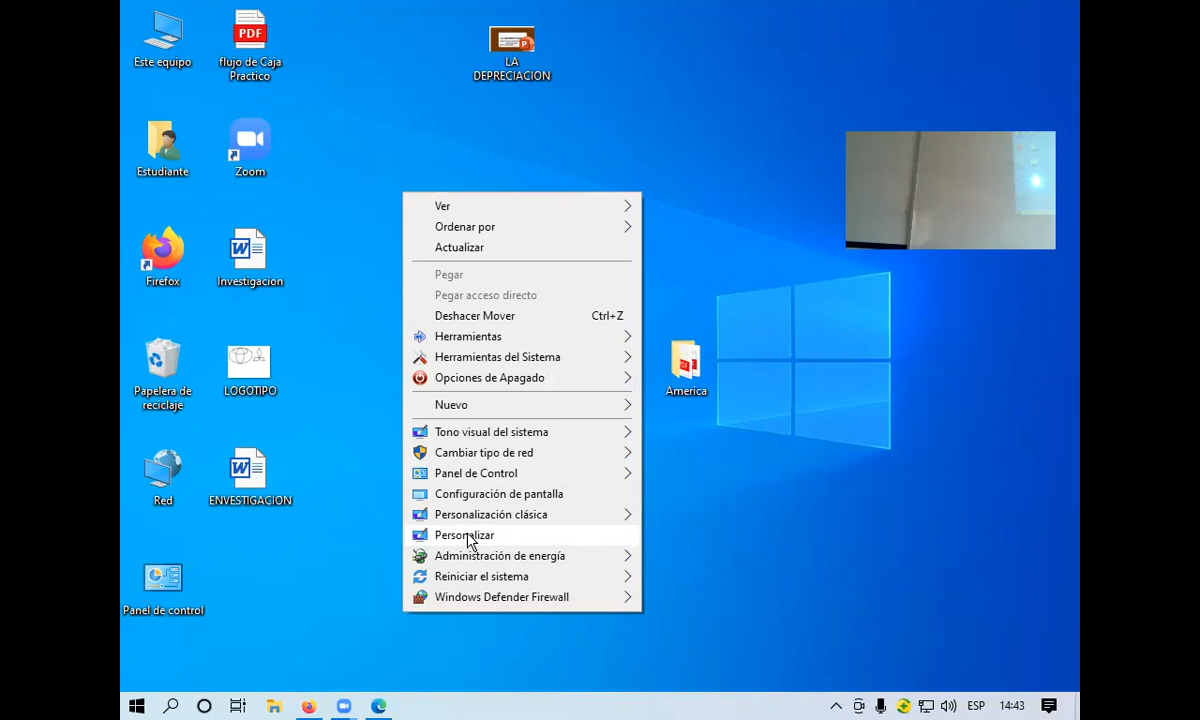 Este equipo
PDF
flujo de Caja
Practico
LA
DEPRECIACION
Estudiante
Zoom
Firefox
Investigacion
Papelera de
reciclaje
LOGOTIPO
Red
ENVESTIGACION
Panel de control
America
Ver
Ordenar por
Actualizar
Pegar
Pegar acceso directo
Deshacer Mover Ctrl+Z
Herramientas
Herramientas del Sistema
Opciones de Apagado
Nuevo
Tono visual del sistema
Cambiar tipo de red
Panel de Control
Configuración de pantalla
Personalización clásica
Personalizar
Administración de energía
Reiniciar el sistema
Windows Defender Firewall
ESP 14:43